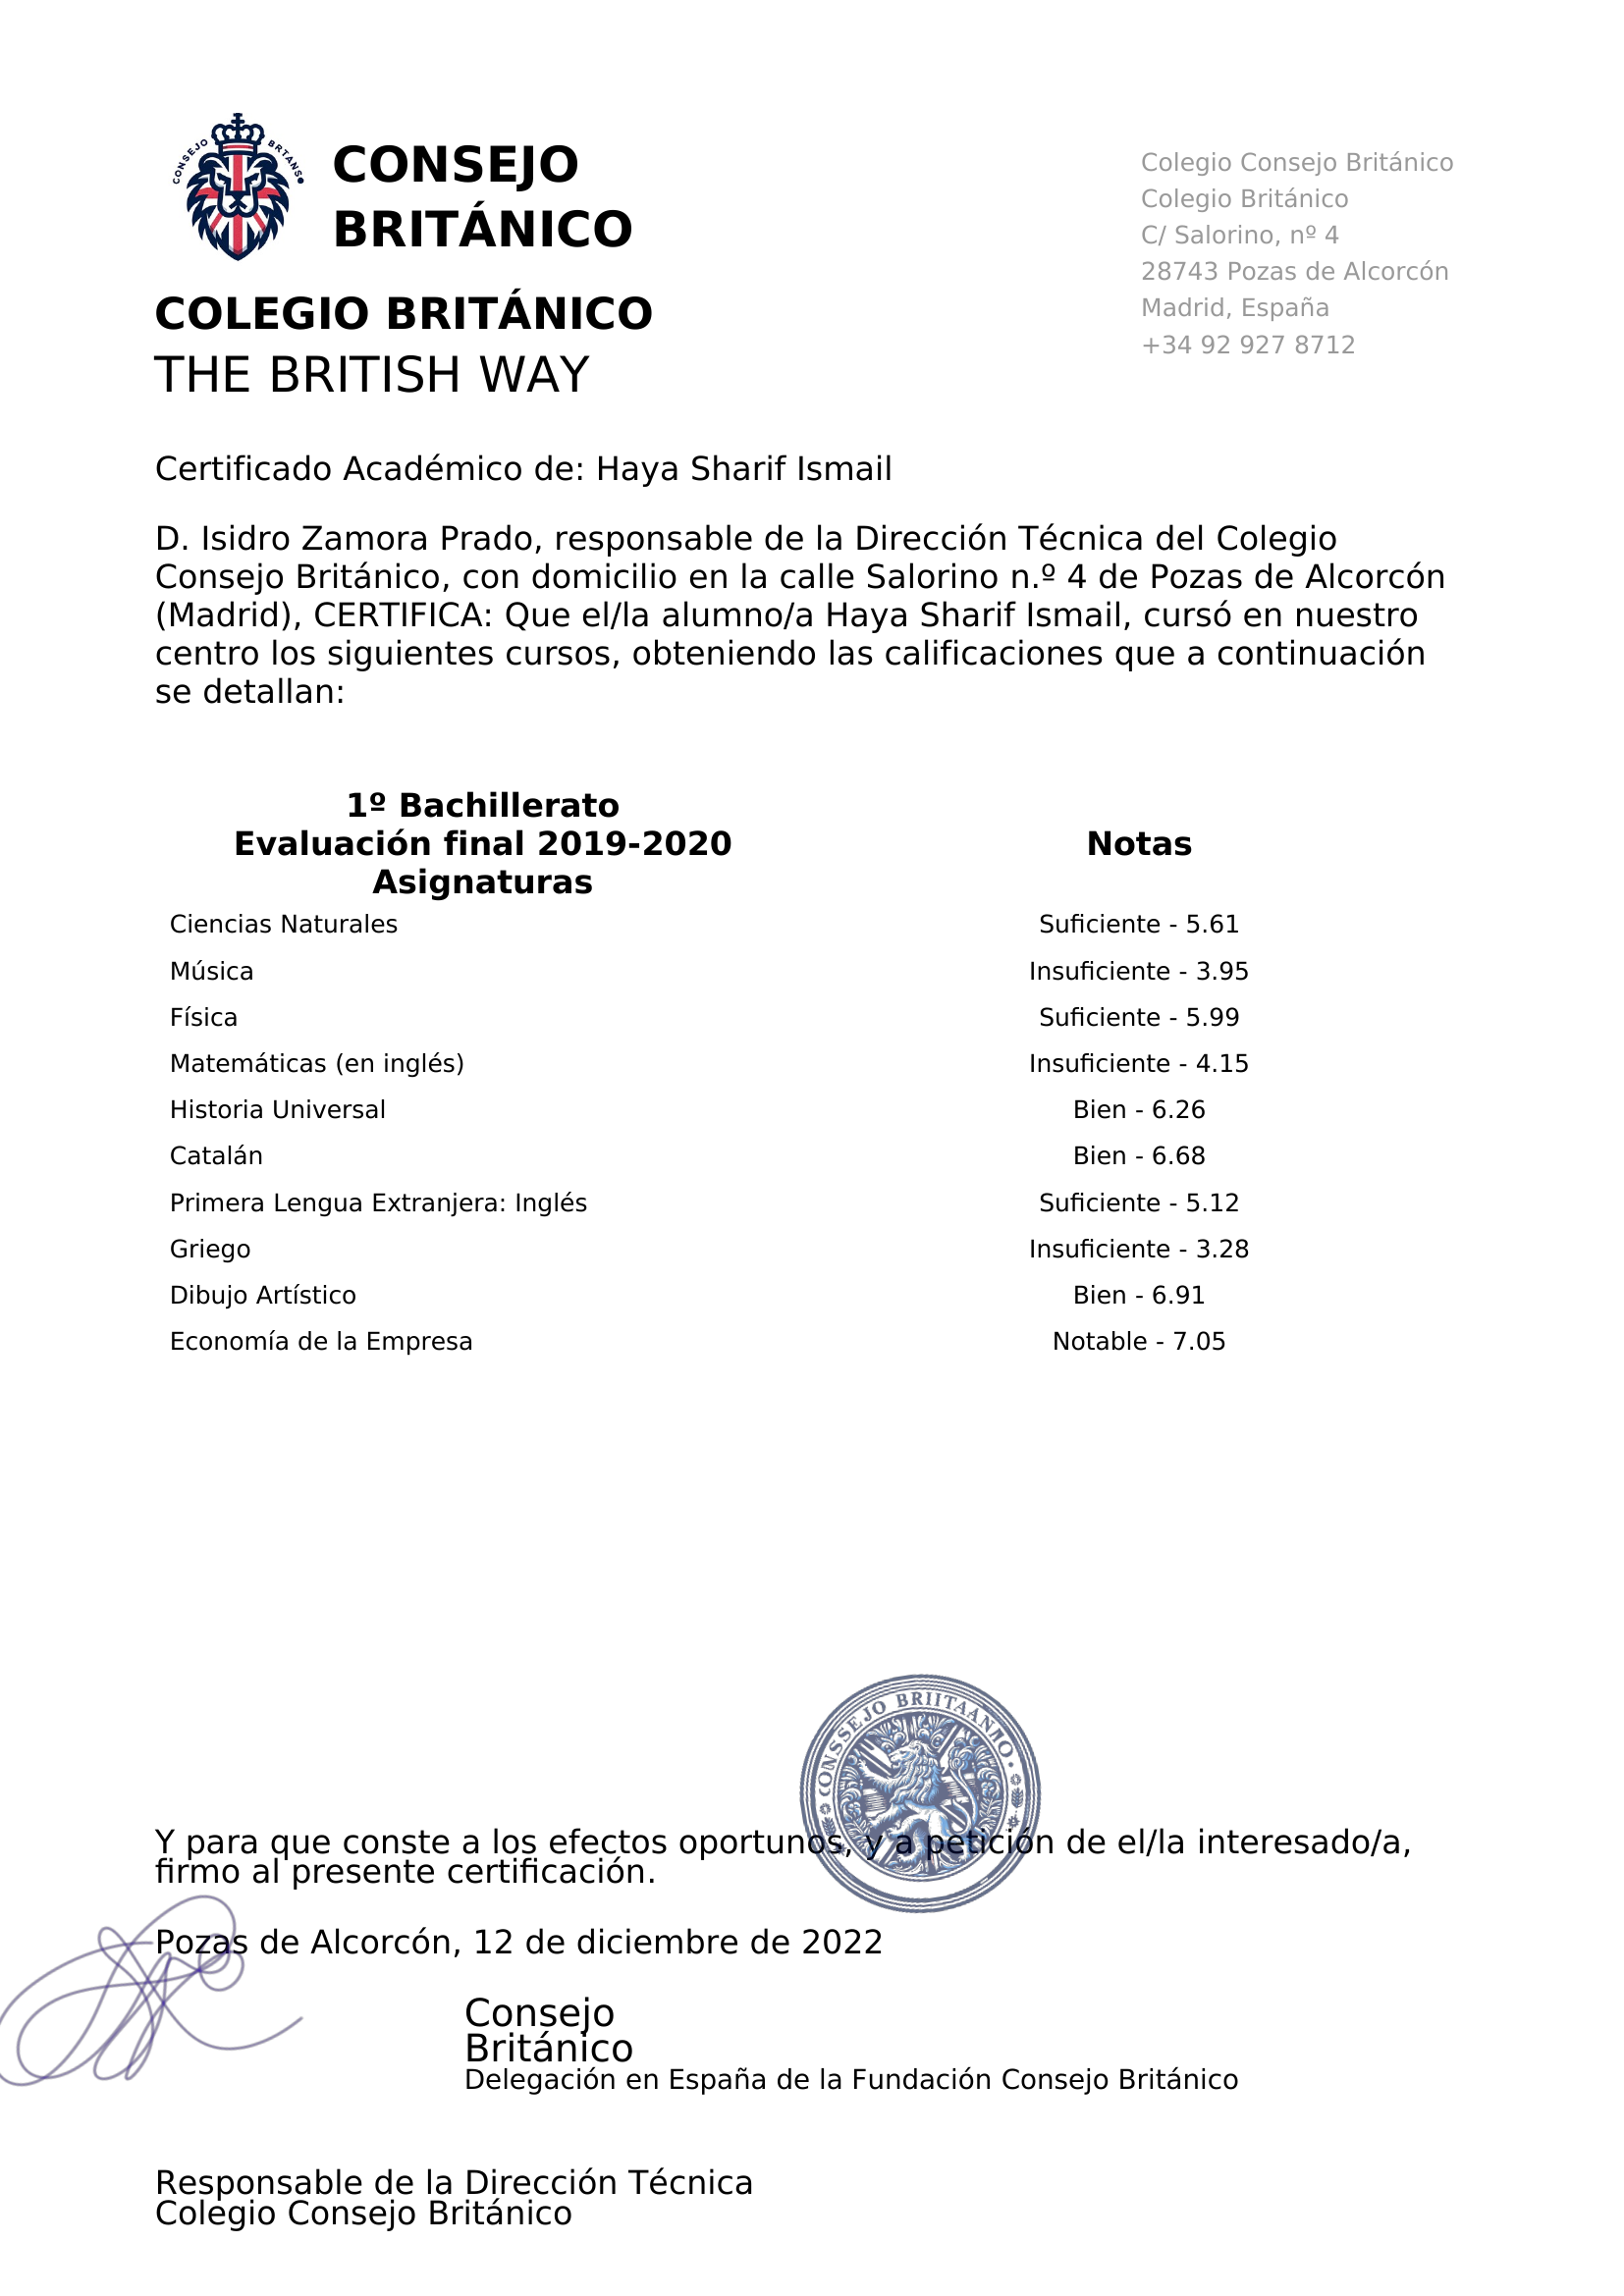 CONSEJO BRTANS
CONSEJO
BRITÁNICO
COLEGIO BRITÁNICO
THE BRITISH WAY
Colegio Consejo Británico
Colegio Británico
C/ Salorino, nº 4
28743 Pozas de Alcorcón
Madrid, España
+34 92 927 8712
Certificado Académico de: Haya Sharif Ismail
D. Isidro Zamora Prado, responsable de la Dirección Técnica del Colegio
Consejo Británico, con domicilio en la calle Salorino n.º 4 de Pozas de Alcorcón
(Madrid), CERTIFICA: Que el/la alumno/a Haya Sharif Ismail, cursó en nuestro
centro los siguientes cursos, obteniendo las calificaciones que a continuación
se detallan:
1º Bachillerato
Evaluación final 2019-2020
Asignaturas
Notas
Ciencias Naturales Suficiente - 5.61
Música Insuficiente - 3.95
Física Suficiente - 5.99
Matemáticas (en inglés) Insuficiente - 4.15
Historia Universal Bien - 6.26
Catalán Bien - 6.68
Primera Lengua Extranjera: Inglés Suficiente - 5.12
Griego Insuficiente - 3.28
Dibujo Artístico Bien - 6.91
Economía de la Empresa Notable - 7.05
CONSSEJO BRIITAANIO
Y para que conste a los efectos oportunos, y a petición de el/la interesado/a,
firmo al presente certificación.
Pozas de Alcorcón, 12 de diciembre de 2022
Consejo
Británico
Delegación en España de la Fundación Consejo Británico
Responsable de la Dirección Técnica
Colegio Consejo Británico